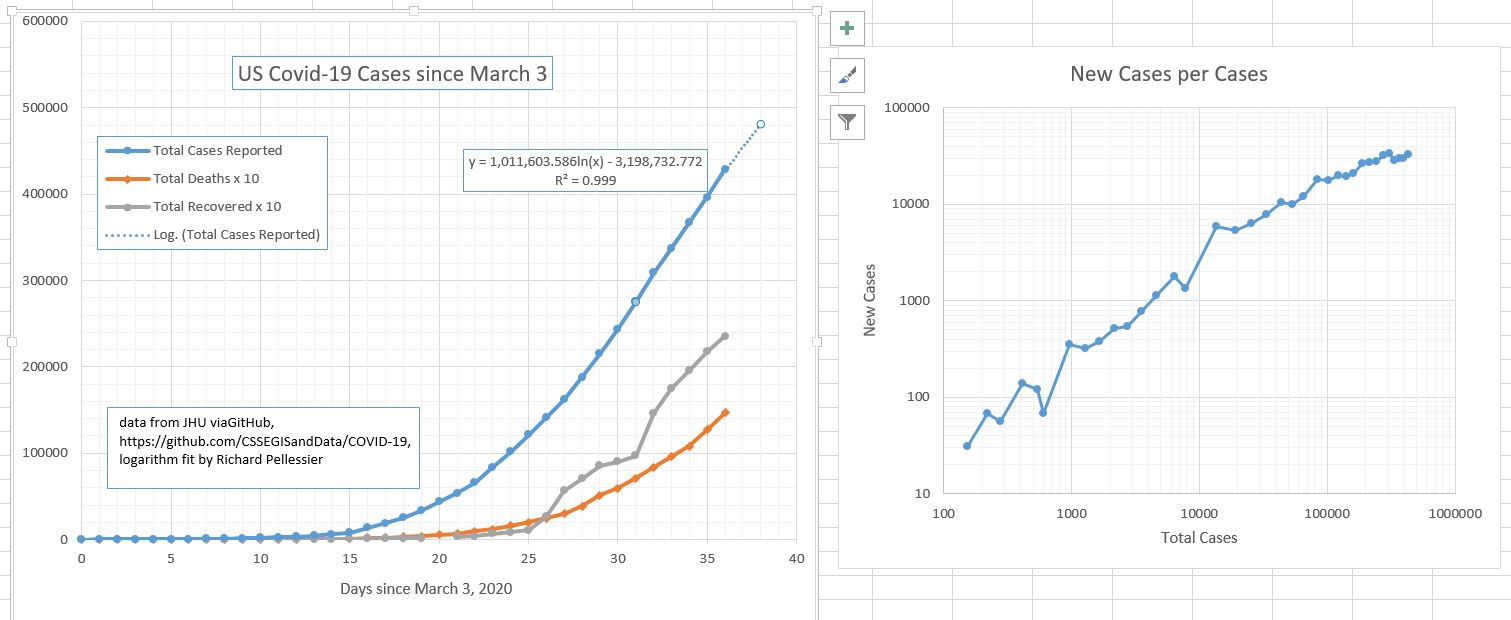 US Covid-19 Cases since March 3
600000
500000
400000
300000
200000
100000
0
Total Cases Reported
Total Deaths x 10
Total Recovered x 10
Log. (Total Cases Reported)
y = 1,011,603.586ln(x) - 3,198,732.772
R² = 0.999
data from JHU viaGitHub,
https://github.com/CSSEGISandData/COVID-19,
logarithm fit by Richard Pellessier
0 5 10 15 20 25 30 35 40
Days since March 3, 2020
New Cases per Cases
100000
10000
1000
100
10
New Cases
100 1000 10000 100000 1000000
Total Cases